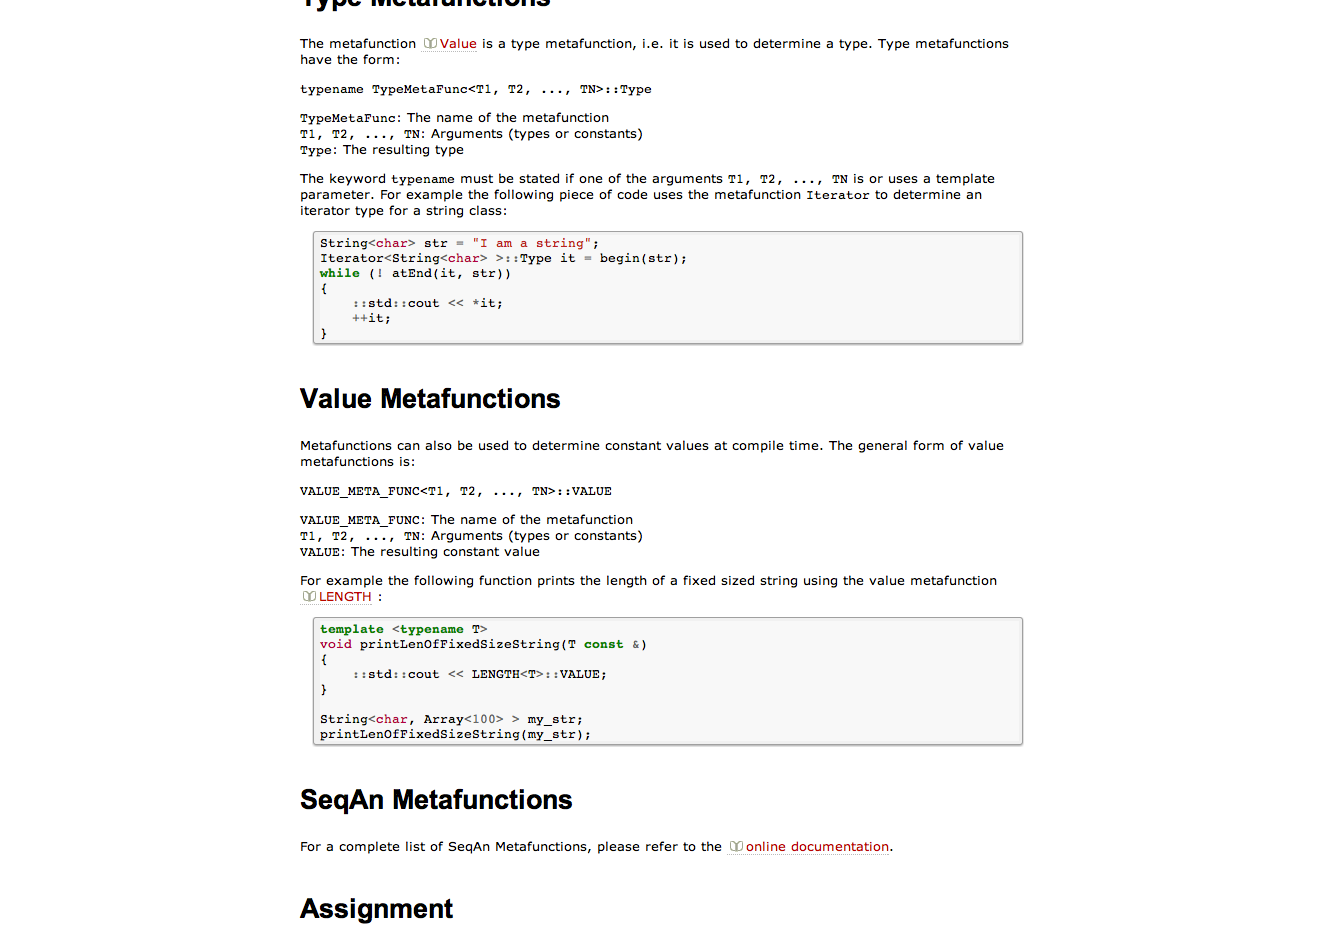 Type Metafunctions
The metafunction Value is a type metafunction, i.e. it is used to determine a type. Type metafunctions
have the form:
typename TypeMetaFunc<T1, T2, ..., TN>::Type
TypeMetaFunc: The name of the metafunction
T1, T2, ..., TN: Arguments (types or constants)
Type: The resulting type
The keyword typename must be stated if one of the arguments T1, T2, ..., TN is or uses a template
parameter. For example the following piece of code uses the metafunction Iterator to determine an
iterator type for a string class:
String<char> str = "I am a string";
Iterator<String<char> >::Type it = begin(str);
while (! atEnd(it, str))
{
    ::std::cout << *it;
    ++it;
}
Value Metafunctions
Metafunctions can also be used to determine constant values at compile time. The general form of value
metafunctions is:
VALUE_META_FUNC<T1, T2, ..., TN>::VALUE
VALUE_META_FUNC: The name of the metafunction
T1, T2, ..., TN: Arguments (types or constants)
VALUE: The resulting constant value
For example the following function prints the length of a fixed sized string using the value metafunction
LENGTH :
template <typename T>
void printLenOfFixedSizeString(T const &)
{
    ::std::cout << LENGTH<T>::VALUE;
}
String<char, Array<100> > my_str;
printLenOfFixedSizeString(my_str);
SeqAn Metafunctions
For a complete list of SeqAn Metafunctions, please refer to the online documentation.
Assignment